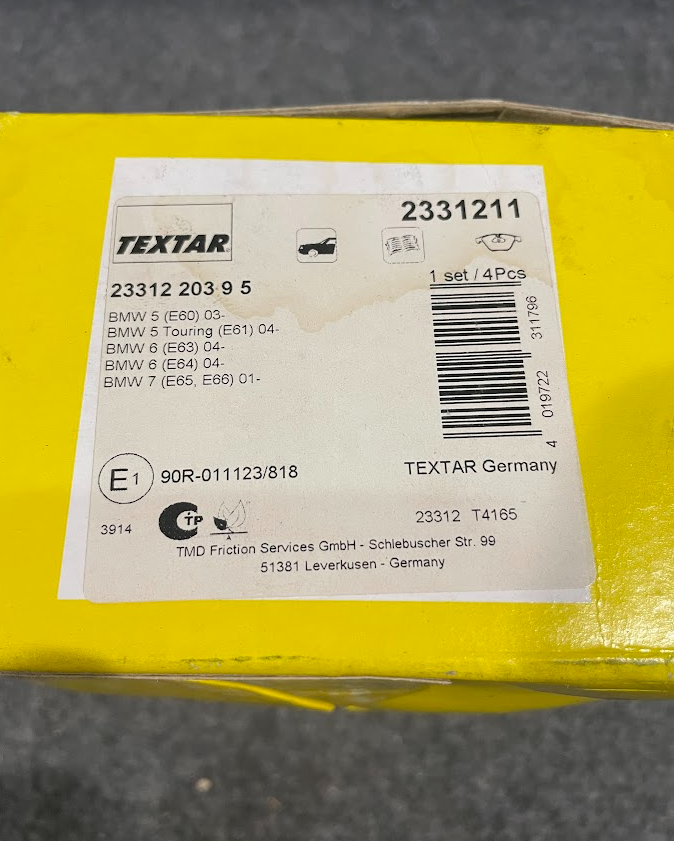 2331211
TEXTAR
1 set / 4Pcs
23312 203 9 5
BMW 5 (E60) 03-
BMW 5 Touring (E61) 04-
BMW 6 (E63) 04-
BMW 6 (E64) 04-
BMW 7 (E65, E66) 01-
4 019722 311796
E1
90R-011123/818
TEXTAR Germany
3914
CTP
23312 T4165
TMD Friction Services GmbH - Schlebuscher Str. 99
51381 Leverkusen - Germany